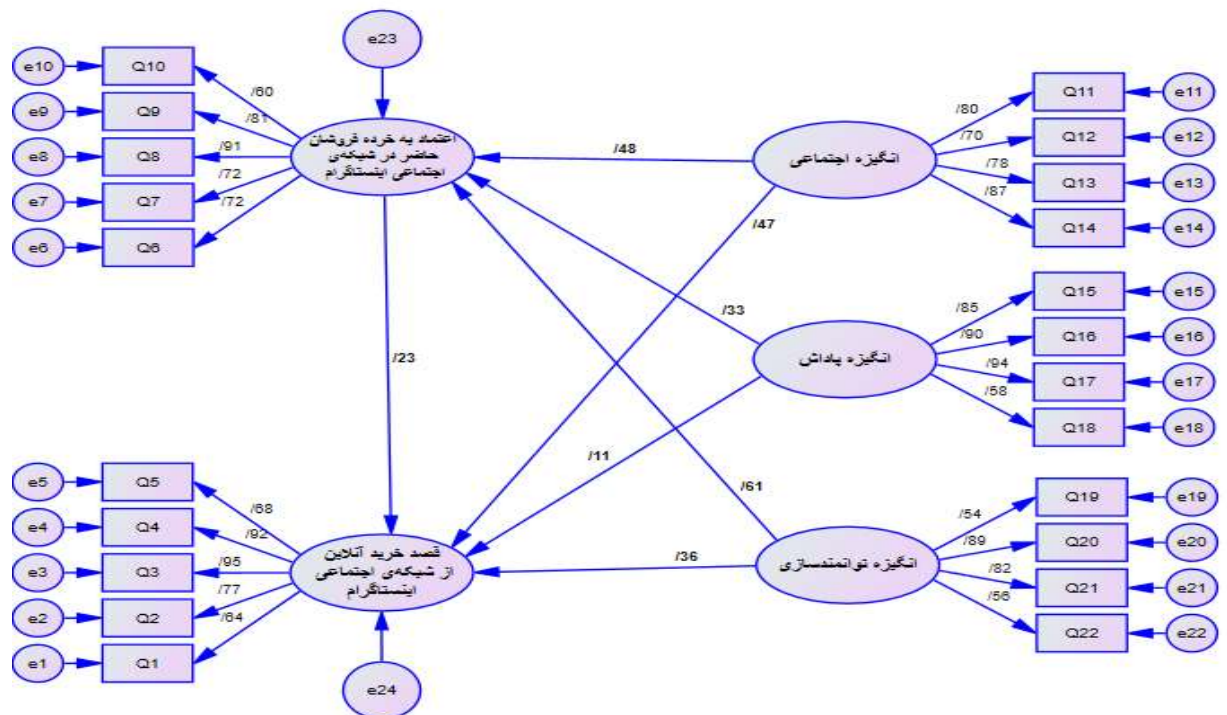 e23
e10
Q10
/60
e9
Q9
/81
e8
Q8
/91
e7
Q7
/72
e6
Q6
/72
اعتماد به خرده فروشان
حاضر در شبکه‌ی
اجتماعی اینستاگرام
/48
/47
/33
/23
/11
/61
/36
انگیزه اجتماعی
/80
Q11
e11
/70
Q12
e12
/78
Q13
e13
/87
Q14
e14
انگیزه پاداش
/85
Q15
e15
/90
Q16
e16
/94
Q17
e17
/58
Q18
e18
انگیزه توانمندسازی
/54
Q19
e19
/89
Q20
e20
/82
Q21
e21
/56
Q22
e22
e5
Q5
/68
e4
Q4
/92
e3
Q3
/95
e2
Q2
/77
e1
Q1
/64
قصد خرید آنلاین
از شبکه‌ی اجتماعی
اینستاگرام
e24